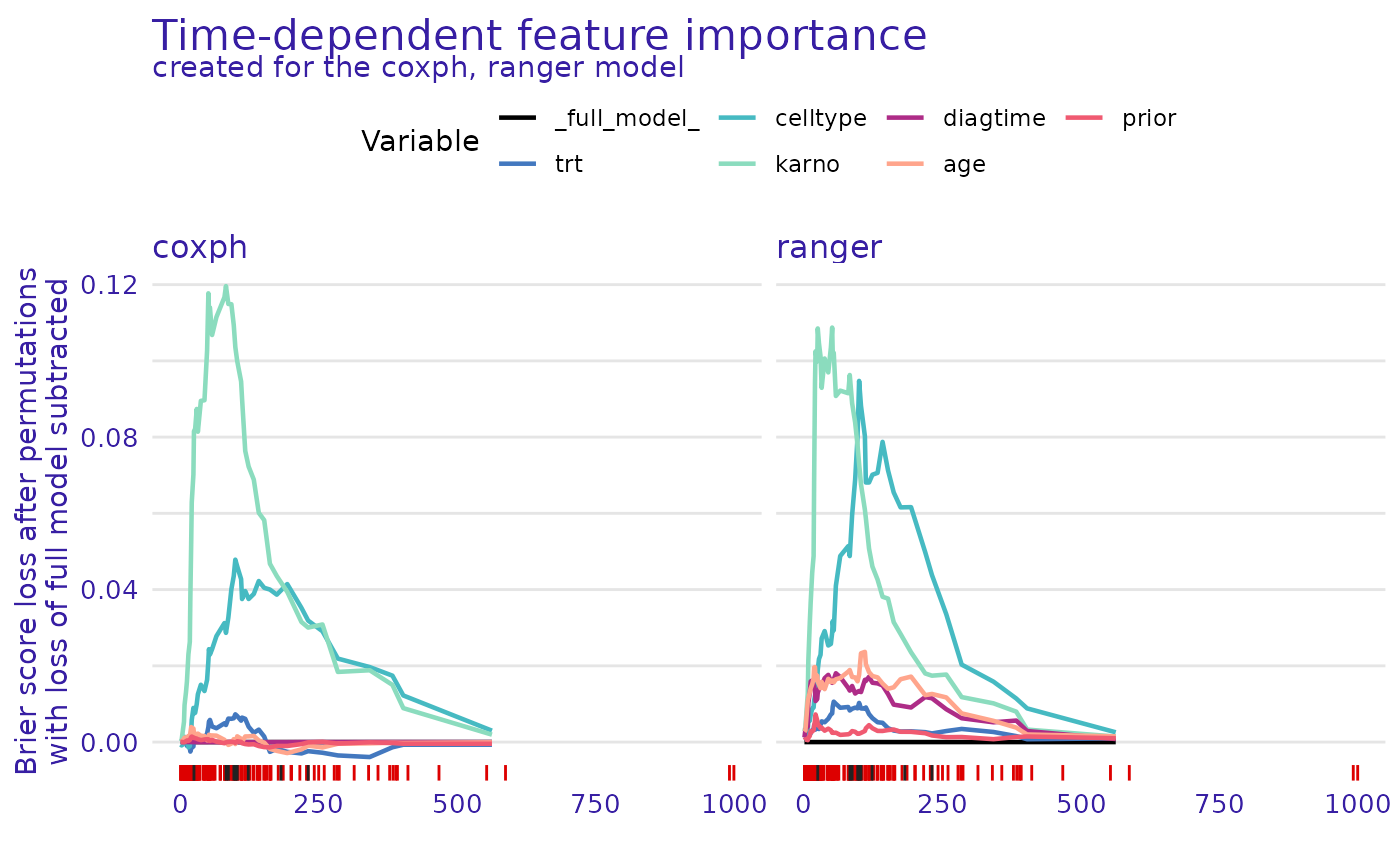 Time-dependent feature importance
created for the coxph, ranger model
Variable
_full_model_ celltype diagtime prior
trt karno age
coxph ranger
Brier score loss after permutations
with loss of full model subtracted
0.12
0.08
0.04
0.00
0 250 500 750 1000 0 250 500 750 1000